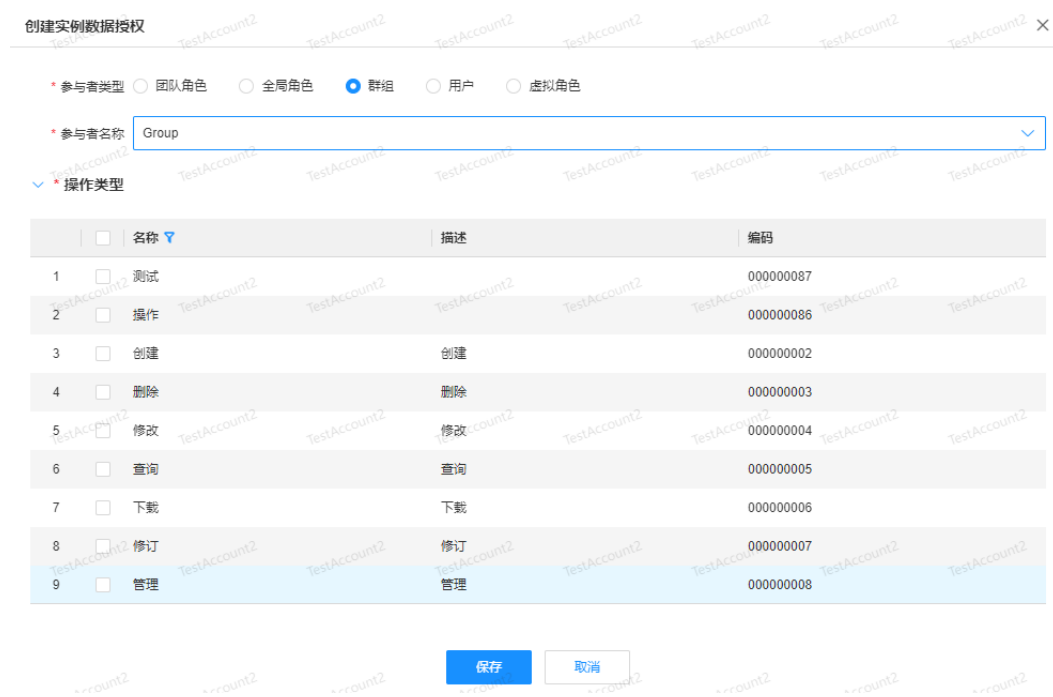 创建实例数据授权
* 参与者类型 团队角色 全局角色 群组 用户 虚拟角色
* 参与者名称 Group
* 操作类型
名称 描述 编码
1 测试 000000087
2 操作 000000086
3 创建 创建 000000002
4 删除 删除 000000003
5 修改 修改 000000004
6 查询 查询 000000005
7 下载 下载 000000006
8 修订 修订 000000007
9 管理 管理 000000008
保存 取消
TestAccount2